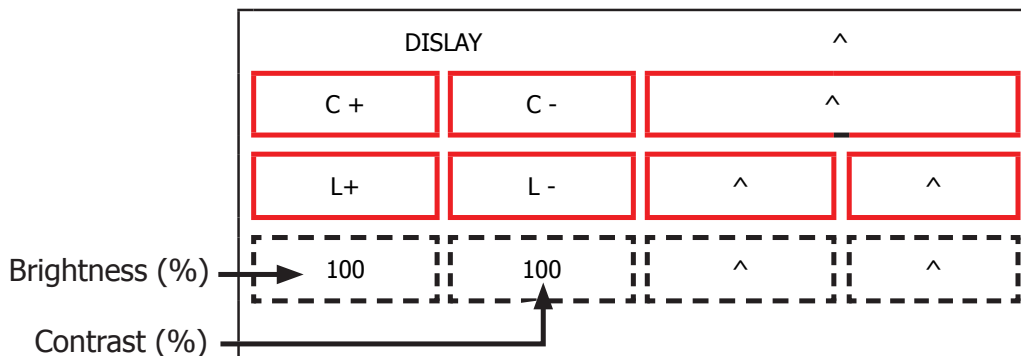 DISLAY ^
C + C - ^
L+ L - ^ ^
Brightness (%) 100 100 ^ ^
Contrast (%)